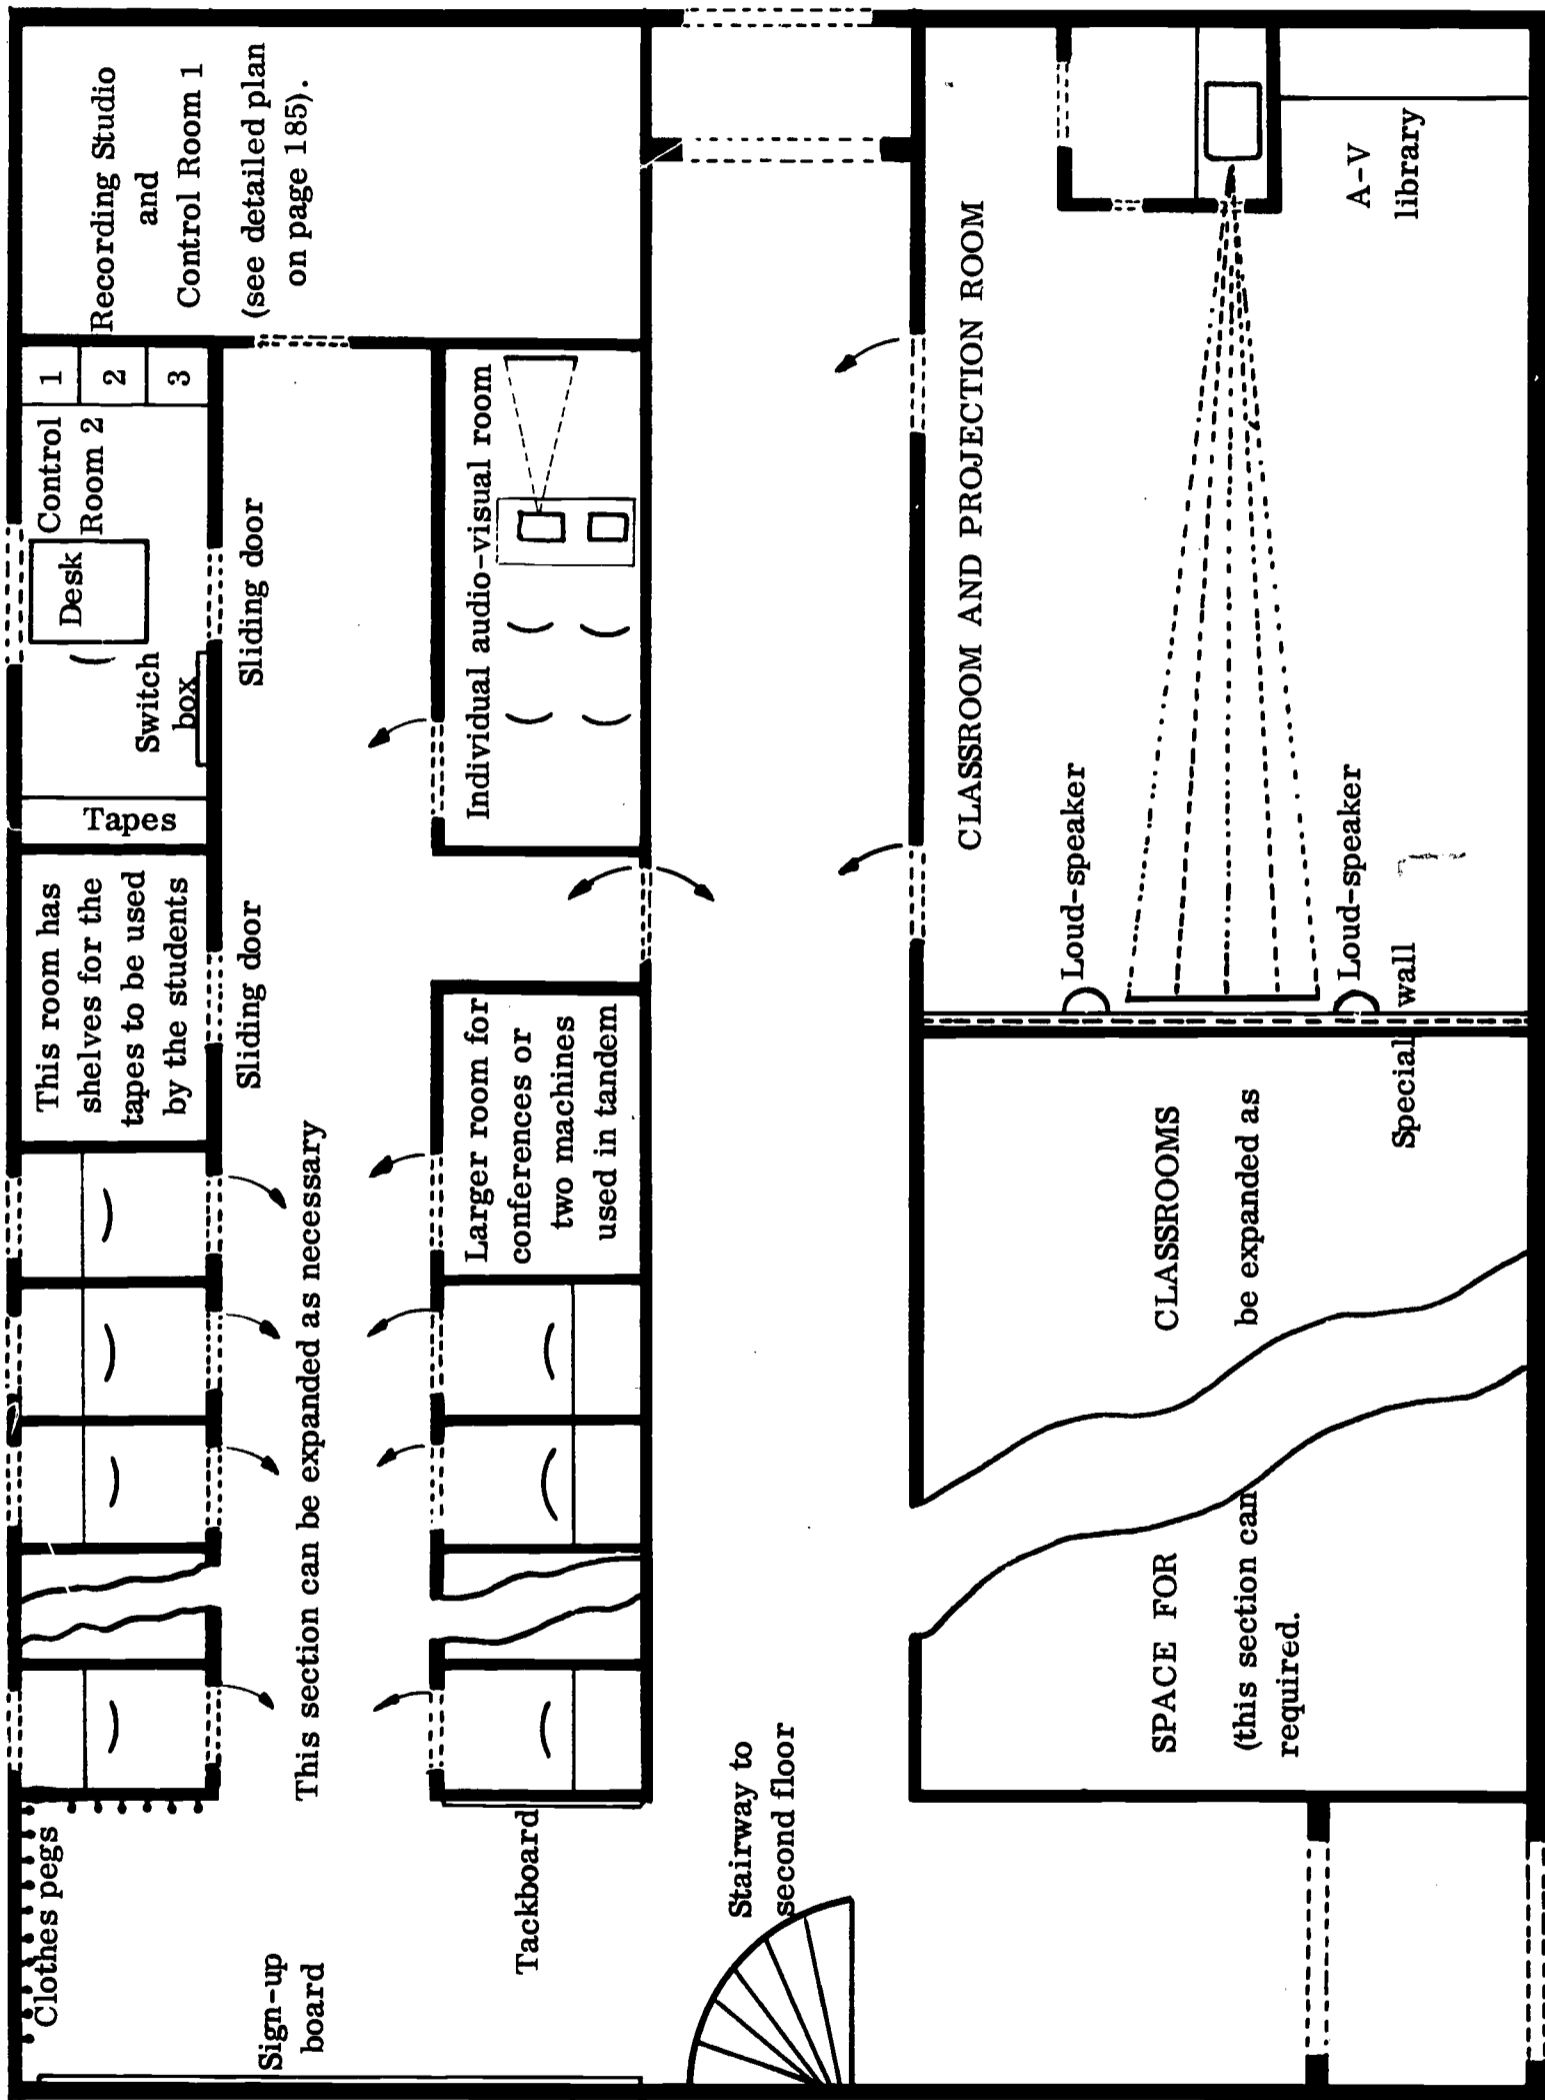 Clothes pegs
Sign-up
board
Tackboard
Stairway to
second floor
This section can be expanded as necessary
This room has
shelves for the
tapes to be used
by the students
Sliding door
Tapes
Switch
box
Desk
Control
Room 2
1
2
3
Sliding door
Recording Studio
and
Control Room 1
(see detailed plan
on page 185).
Larger room for
conferences or
two machines
used in tandem
Individual audio-visual room
CLASSROOM AND PROJECTION ROOM
Loud-speaker
Loud-speaker
Special wall
A-V
library
SPACE FOR CLASSROOMS
(this section can be expanded as
required.